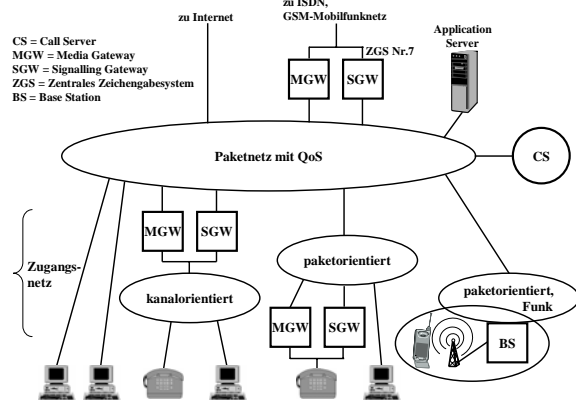 zu Internet
zu ISDN,
GSM-Mobilfunknetz
CS = Call Server
MGW = Media Gateway
SGW = Signalling Gateway
ZGS = Zentrales Zeichengabesystem
BS = Base Station
ZGS Nr.7
MGW
SGW
Application
Server
Paketnetz mit QoS
CS
MGW
SGW
Zugangs-
netz
kanalorientiert
paketorientiert
MGW
SGW
paketorientiert,
Funk
BS